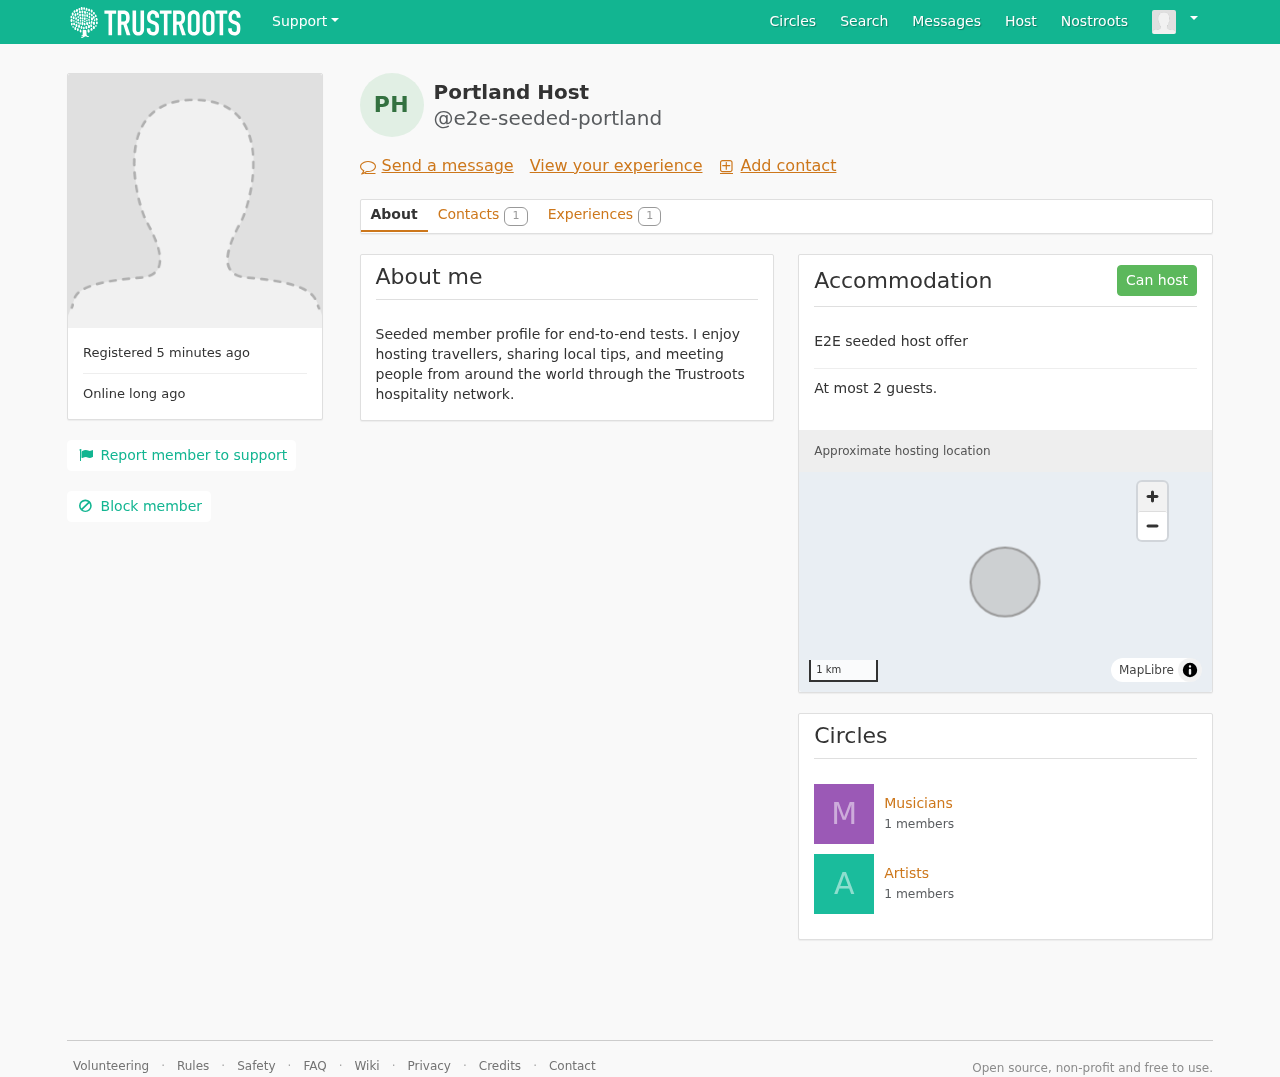 TRUSTROOTS
Support
Circles
Search
Messages
Host
Nostroots
PH
Portland Host
@e2e-seeded-portland
Send a message
View your experience
Add contact
About
Contacts 1
Experiences 1
Registered 5 minutes ago
Online long ago
Report member to support
Block member
About me
Seeded member profile for end-to-end tests. I enjoy
hosting travellers, sharing local tips, and meeting
people from around the world through the Trustroots
hospitality network.
Accommodation
Can host
E2E seeded host offer
At most 2 guests.
Approximate hosting location
1 km
MapLibre
Circles
M
Musicians
1 members
A
Artists
1 members
Volunteering · Rules · Safety · FAQ · Wiki · Privacy · Credits · Contact
Open source, non-profit and free to use.